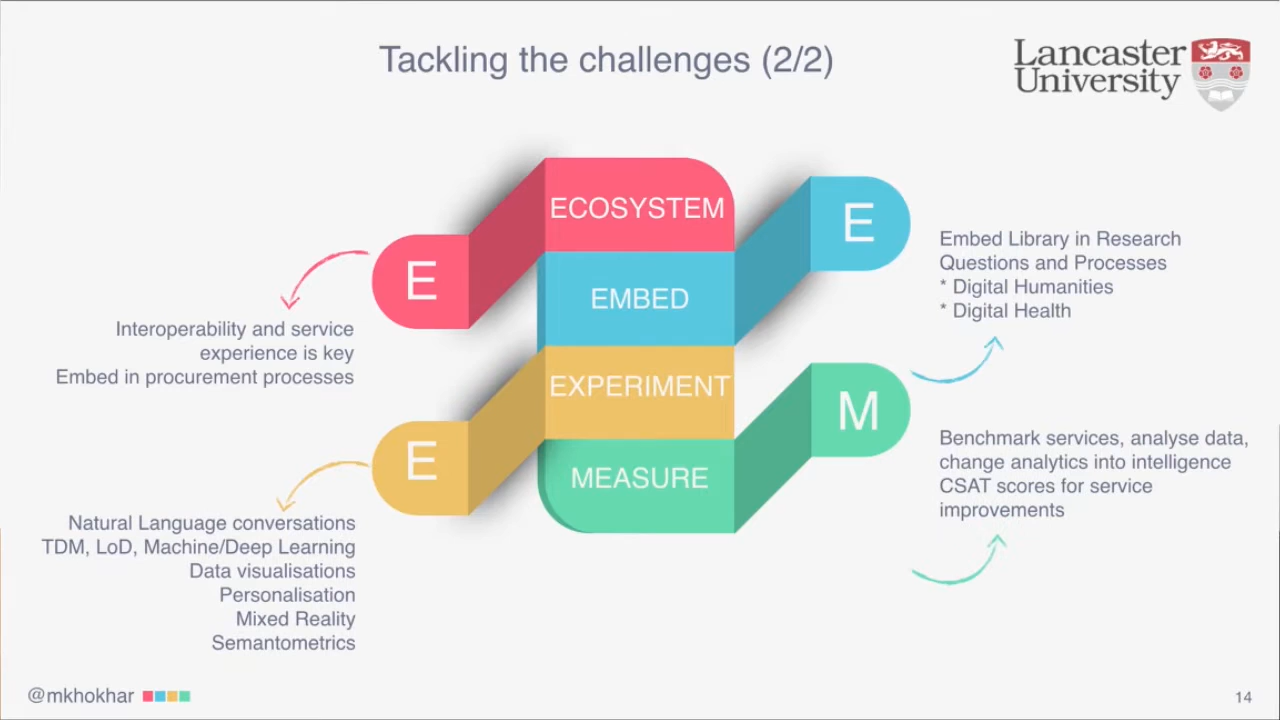 Tackling the challenges (2/2)
Lancaster
University
ECOSYSTEM
E
Interoperability and service
experience is key
Embed in procurement processes
EMBED
E
Embed Library in Research
Questions and Processes
* Digital Humanities
* Digital Health
EXPERIMENT
E
Natural Language conversations
TDM, LoD, Machine/Deep Learning
Data visualisations
Personalisation
Mixed Reality
Semantometrics
MEASURE
M
Benchmark services, analyse data,
change analytics into intelligence
CSAT scores for service
improvements
@mkhokhar
14